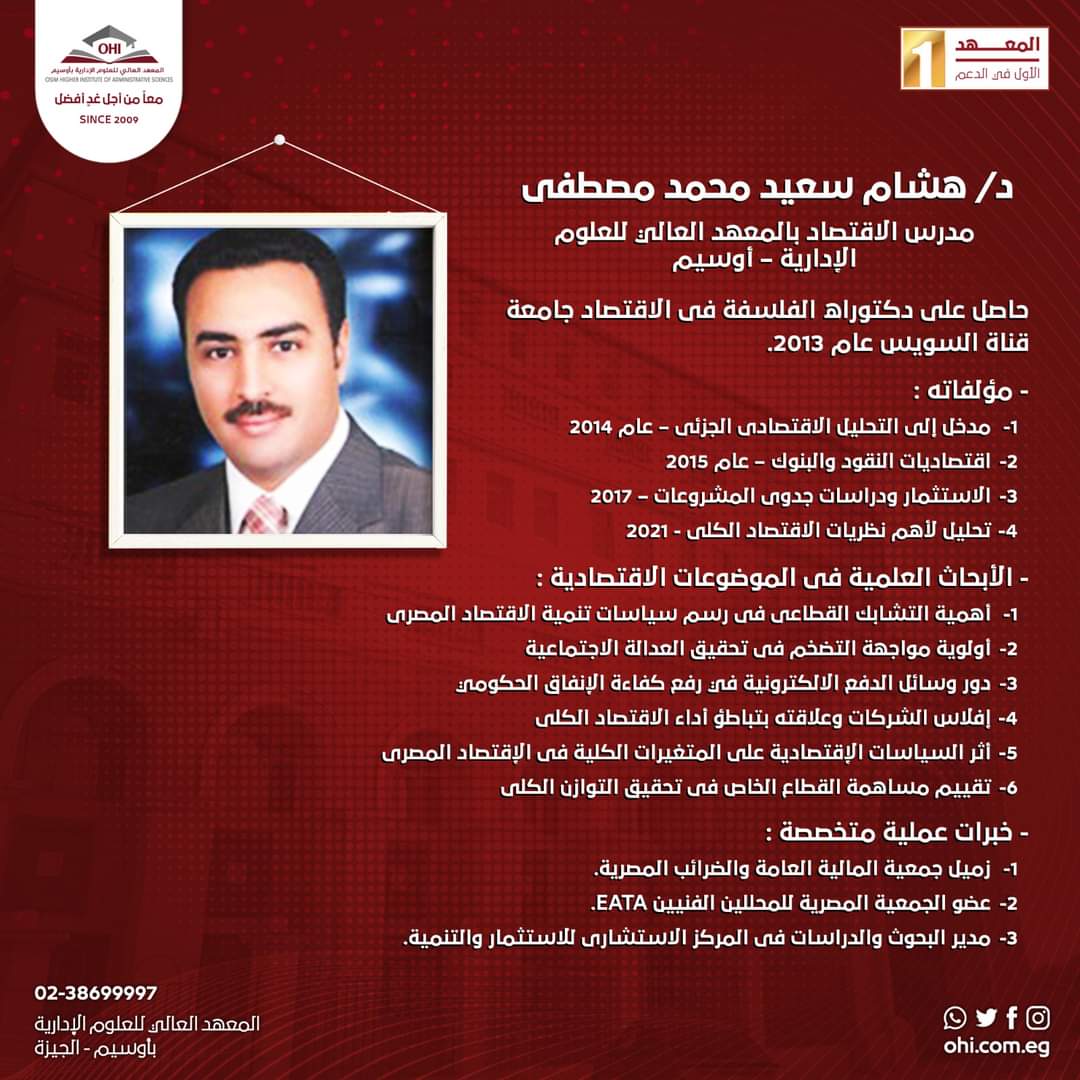 OHI
المعهد العالي للعلوم الإدارية بأوسيم
OSIM HIGHER INSTITUTE OF ADMINISTRATIVE SCIENCES
معاً من أجل غدٍ أفضل
SINCE 2009
المعهد
الأول في الدعم
1
د/ هشام سعيد محمد مصطفى
مدرس الاقتصاد بالمعهد العالي للعلوم
الإدارية – أوسيم
حاصل على دكتوراه الفلسفة فى الاقتصاد جامعة
قناة السويس عام 2013.
- مؤلفاته :
1- مدخل إلى التحليل الاقتصادى الجزئى – عام 2014
2- اقتصاديات النقود والبنوك – عام 2015
3- الاستثمار ودراسات جدوى المشروعات – 2017
4- تحليل لأهم نظريات الاقتصاد الكلى - 2021
- الأبحاث العلمية فى الموضوعات الاقتصادية :
1- أهمية التشابك القطاعى فى رسم سياسات تنمية الاقتصاد المصرى
2- أولوية مواجهة التضخم فى تحقيق العدالة الاجتماعية
3- دور وسائل الدفع الالكترونية في رفع كفاءة الإنفاق الحكومي
4- إفلاس الشركات وعلاقته بتباطؤ أداء الاقتصاد الكلى
5- أثر السياسات الإقتصادية على المتغيرات الكلية فى الإقتصاد المصرى
6- تقييم مساهمة القطاع الخاص فى تحقيق التوازن الكلى
- خبرات عملية متخصصة :
1- زميل جمعية المالية العامة والضرائب المصرية.
2- عضو الجمعية المصرية للمحللين الفنيين EATA.
3- مدير البحوث والدراسات فى المركز الاستشارى للاستثمار والتنمية.
02-38699997
المعهد العالي للعلوم الإدارية
بأوسيم - الجيزة
ohi.com.eg